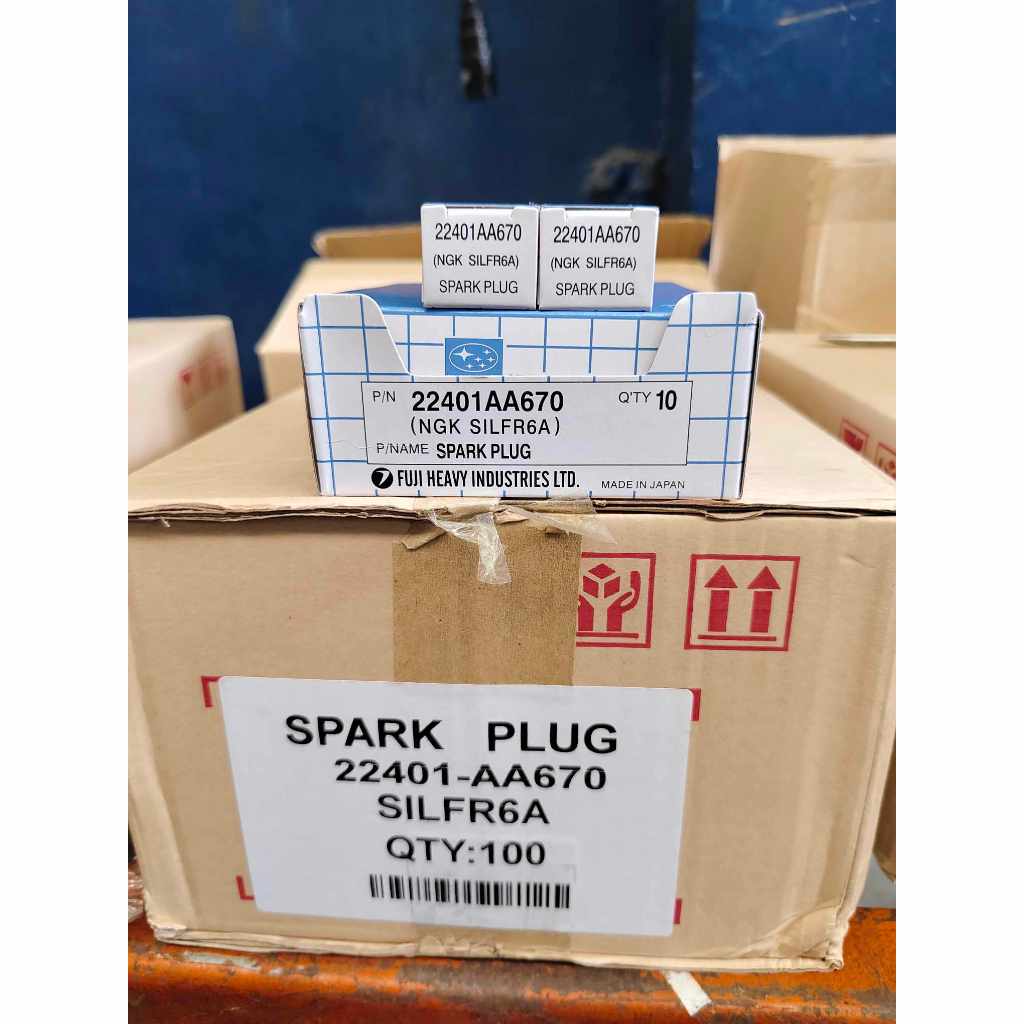 22401AA670
(NGK SILFR6A)
SPARK PLUG
22401AA670
(NGK SILFR6A)
SPARK PLUG
P/N 22401AA670 Q'TY 10
(NGK SILFR6A)
P/NAME SPARK PLUG
FUJI HEAVY INDUSTRIES LTD. MADE IN JAPAN
SPARK PLUG
22401-AA670
SILFR6A
QTY:100